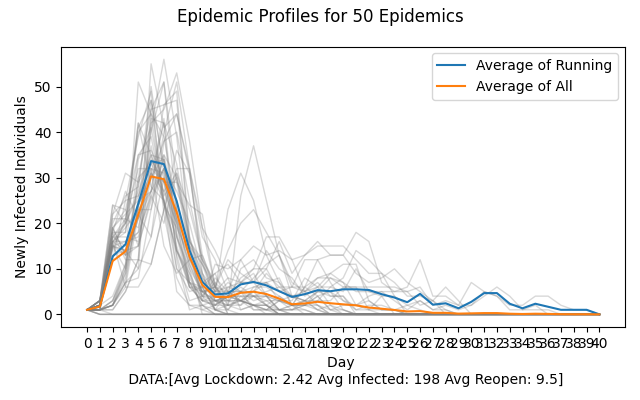 Epidemic Profiles for 50 Epidemics
Average of Running
Average of All
Newly Infected Individuals
50
40
30
20
10
0
0 1 2 3 4 5 6 7 8 9 10 11 12 13 14 15 16 17 18 19 20 21 22 23 24 25 26 27 28 29 30 31 32 33 34 35 36 37 38 39 40
Day
DATA:[Avg Lockdown: 2.42 Avg Infected: 198 Avg Reopen: 9.5]